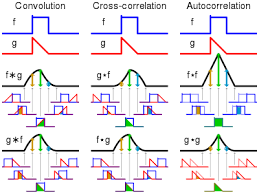 Convolution Cross-correlation Autocorrelation
f f f
g g g
f∗g g⋆f f⋆f
g∗f f⋆g g⋆g